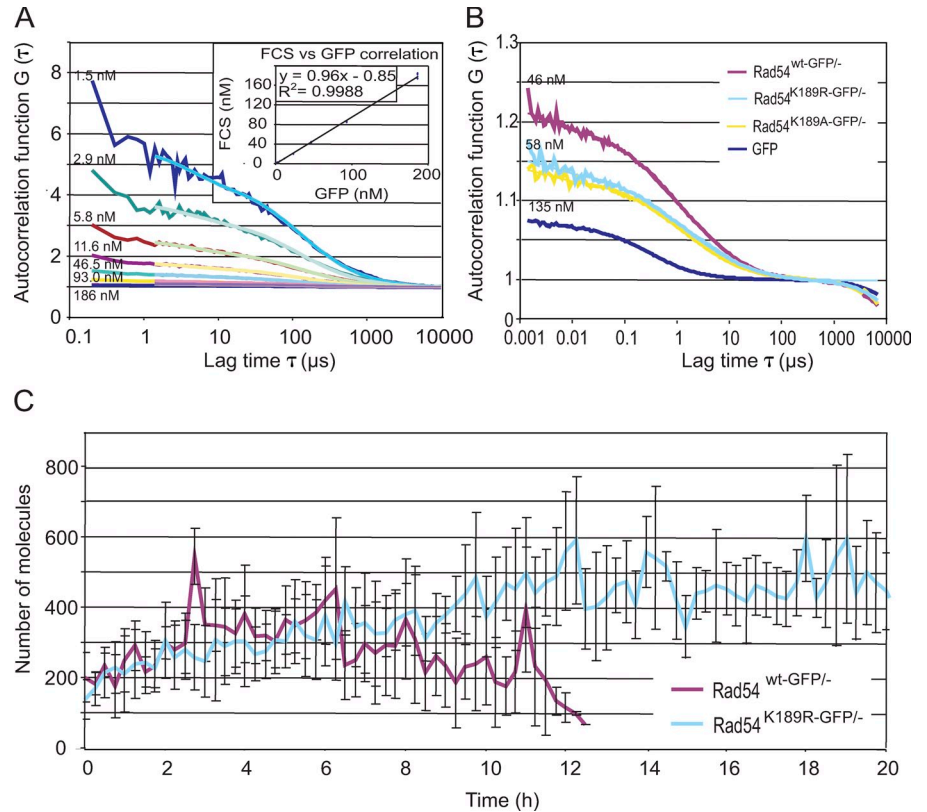 A
Autocorrelation function G (τ)
8
6
4
2
0
1.5 nM
2.9 nM
5.8 nM
11.6 nM
46.5 nM
93.0 nM
186 nM
0.1 1 10 100 1000 10000
Lag time τ (µs)
FCS vs GFP correlation
y = 0.96x - 0.85
R²= 0.9988
FCS (nM)
160
120
80
40
0
0 100 200
GFP (nM)
B
Autocorrelation function G (τ)
1.3
1.2
1.1
1
0
46 nM
58 nM
135 nM
Rad54wt-GFP/-
Rad54K189R-GFP/-
Rad54K189A-GFP/-
GFP
0.001 0.01 0.1 1 10 100 10000
Lag time τ (µs)
C
Number of molecules
800
600
400
200
0
Rad54 wt-GFP/-
Rad54 K189R-GFP/-
0 2 4 6 8 10 12 14 16 18 20
Time (h)